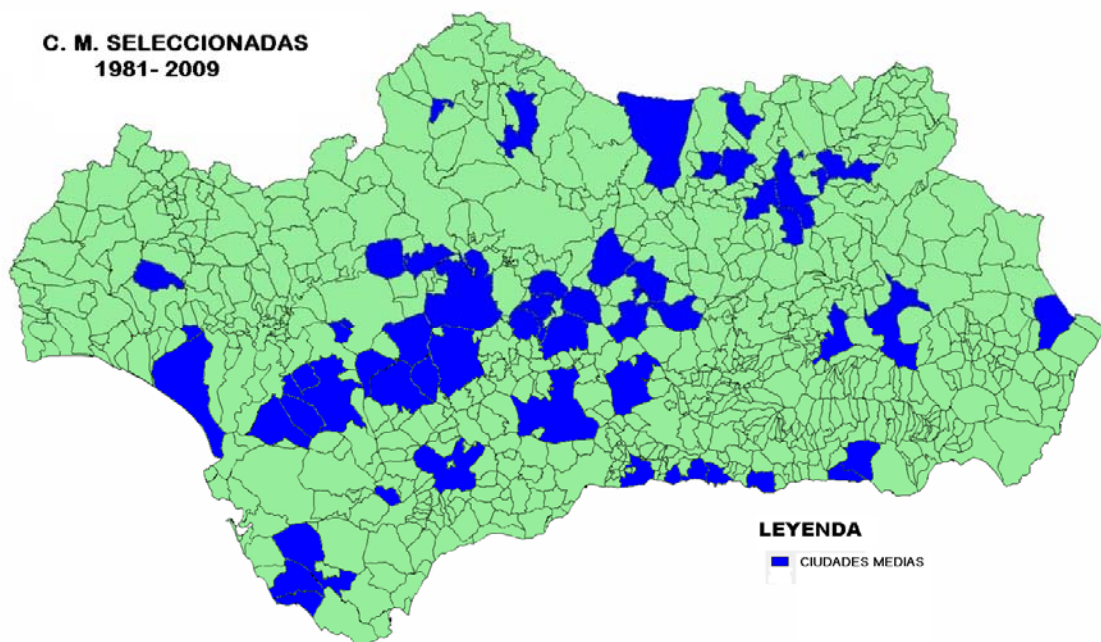 C. M. SELECCIONADAS
1981- 2009
LEYENDA
CIUDADES MEDIAS